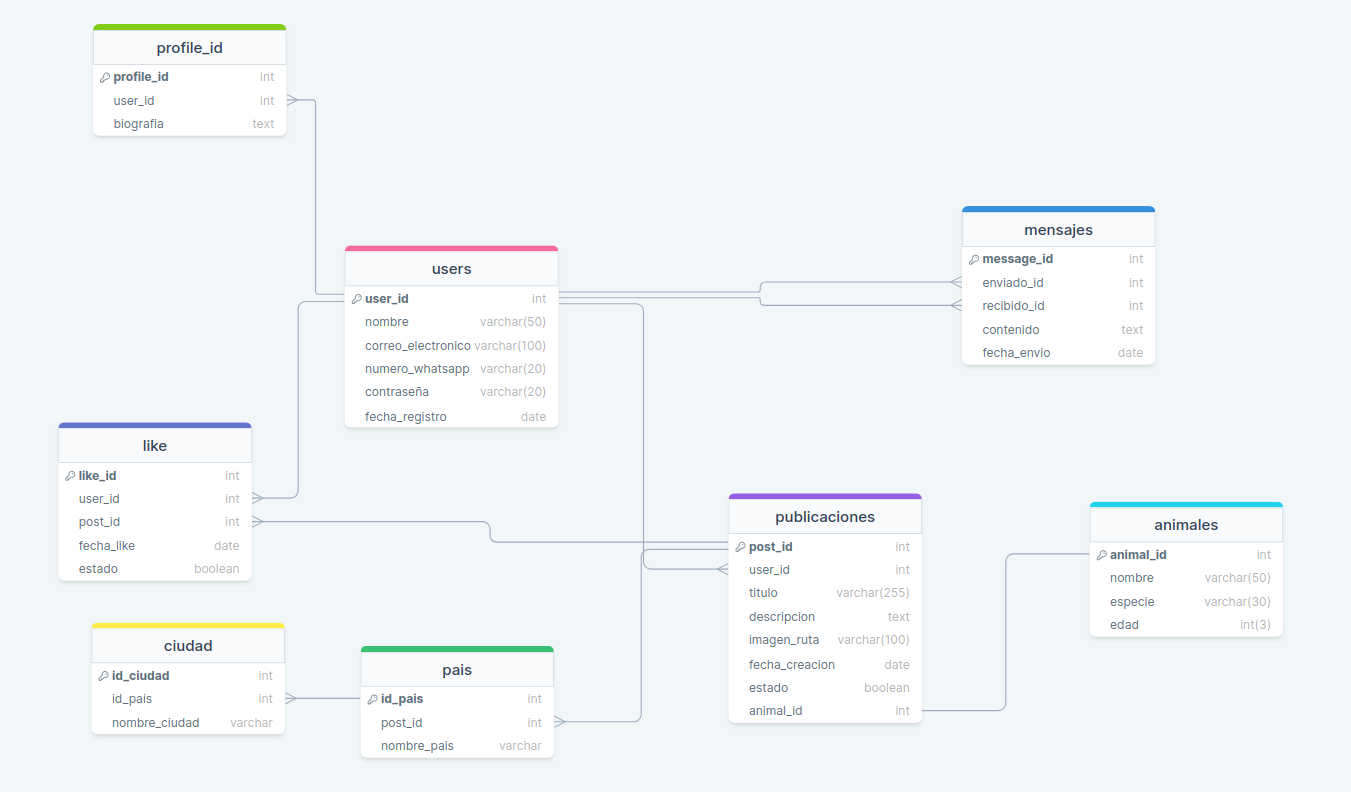 profile_id
profile_id int
user_id int
biografia text
users
user_id int
nombre varchar(50)
correo_electronico varchar(100)
numero_whatsapp varchar(20)
contraseña varchar(20)
fecha_registro date
mensajes
message_id int
enviado_id int
recibido_id int
contenido text
fecha_envio date
like
like_id int
user_id int
post_id int
fecha_like date
estado boolean
publicaciones
post_id int
user_id int
titulo varchar(255)
descripcion text
imagen_ruta varchar(100)
fecha_creacion date
estado boolean
animal_id int
animales
animal_id int
nombre varchar(50)
especie varchar(30)
edad int(3)
ciudad
id_ciudad int
id_pais int
nombre_ciudad varchar
pais
id_pais int
post_id int
nombre_pais varchar